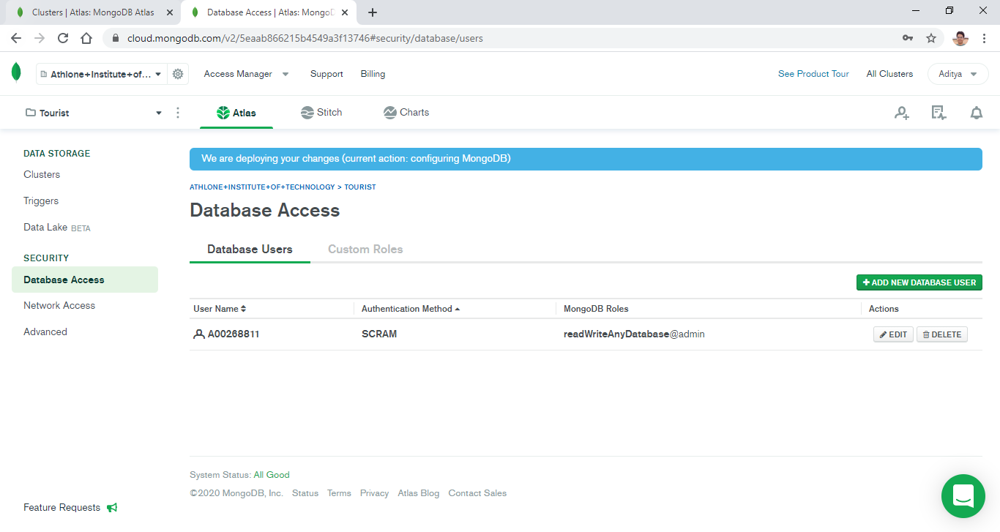 Clusters | Atlas: MongoDB Atlas
Database Access | Atlas: MongoD
cloud.mongodb.com/v2/5eaab866215b4549a3f13746#security/database/users
Athlone+Institute+of... Access Manager Support Billing See Product Tour All Clusters Aditya
Tourist Atlas Stitch Charts
DATA STORAGE
Clusters
Triggers
Data Lake BETA
SECURITY
Database Access
Network Access
Advanced
Feature Requests
We are deploying your changes (current action: configuring MongoDB)
ATHLONE+INSTITUTE+OF+TECHNOLOGY > TOURIST
Database Access
Database Users Custom Roles
+ ADD NEW DATABASE USER
User Name Authentication Method MongoDB Roles Actions
A00268811 SCRAM readWriteAnyDatabase@admin EDIT DELETE
System Status: All Good
©2020 MongoDB, Inc. Status Terms Privacy Atlas Blog Contact Sales